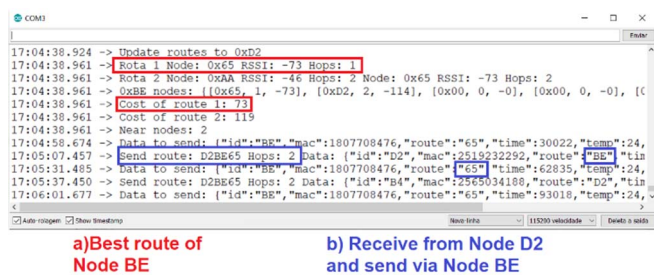 COM3
Enviar
17:04:38.924 -> Update routes to 0xD2
17:04:38.961 -> Rota 1 Node: 0x65 RSSI: -73 Hops: 1
17:04:38.961 -> Rota 2 Node: 0xAA RSSI: -46 Hops: 2 Node: 0x65 RSSI: -73 Hops: 2
17:04:38.961 -> 0xBE nodes: [[0x65, 1, -73], [0xD2, 2, -114], [0x00, 0, -0], [0x00, 0, -0], [0
17:04:38.961 -> Cost of route 1: 73
17:04:38.961 -> Cost of route 2: 119
17:04:38.961 -> Near nodes: 2
17:04:58.674 -> Data to send: {"id":"BE","mac":1807708476,"route":"65","time":30022,"temp":24,
17:05:07.457 -> Send route: D2BE65 Hops: 2 Data: {"id":"D2","mac":2519232292,"route":"BE","tim
17:05:31.485 -> Data to send: {"id":"BE","mac":1807708476,"route":"65","time":62835,"temp":24,
17:05:37.450 -> Send route: D2BE65 Hops: 2 Data: {"id":"B4","mac":2565034188,"route":"D2","tim
17:06:01.677 -> Data to send: {"id":"BE","mac":1807708476,"route":"65","time":93018,"temp":24,
Auto-rolagem Show timestamp Nova-linha 115200 velocidade Deleta a saída
a)Best route of
Node BE
b) Receive from Node D2
and send via Node BE